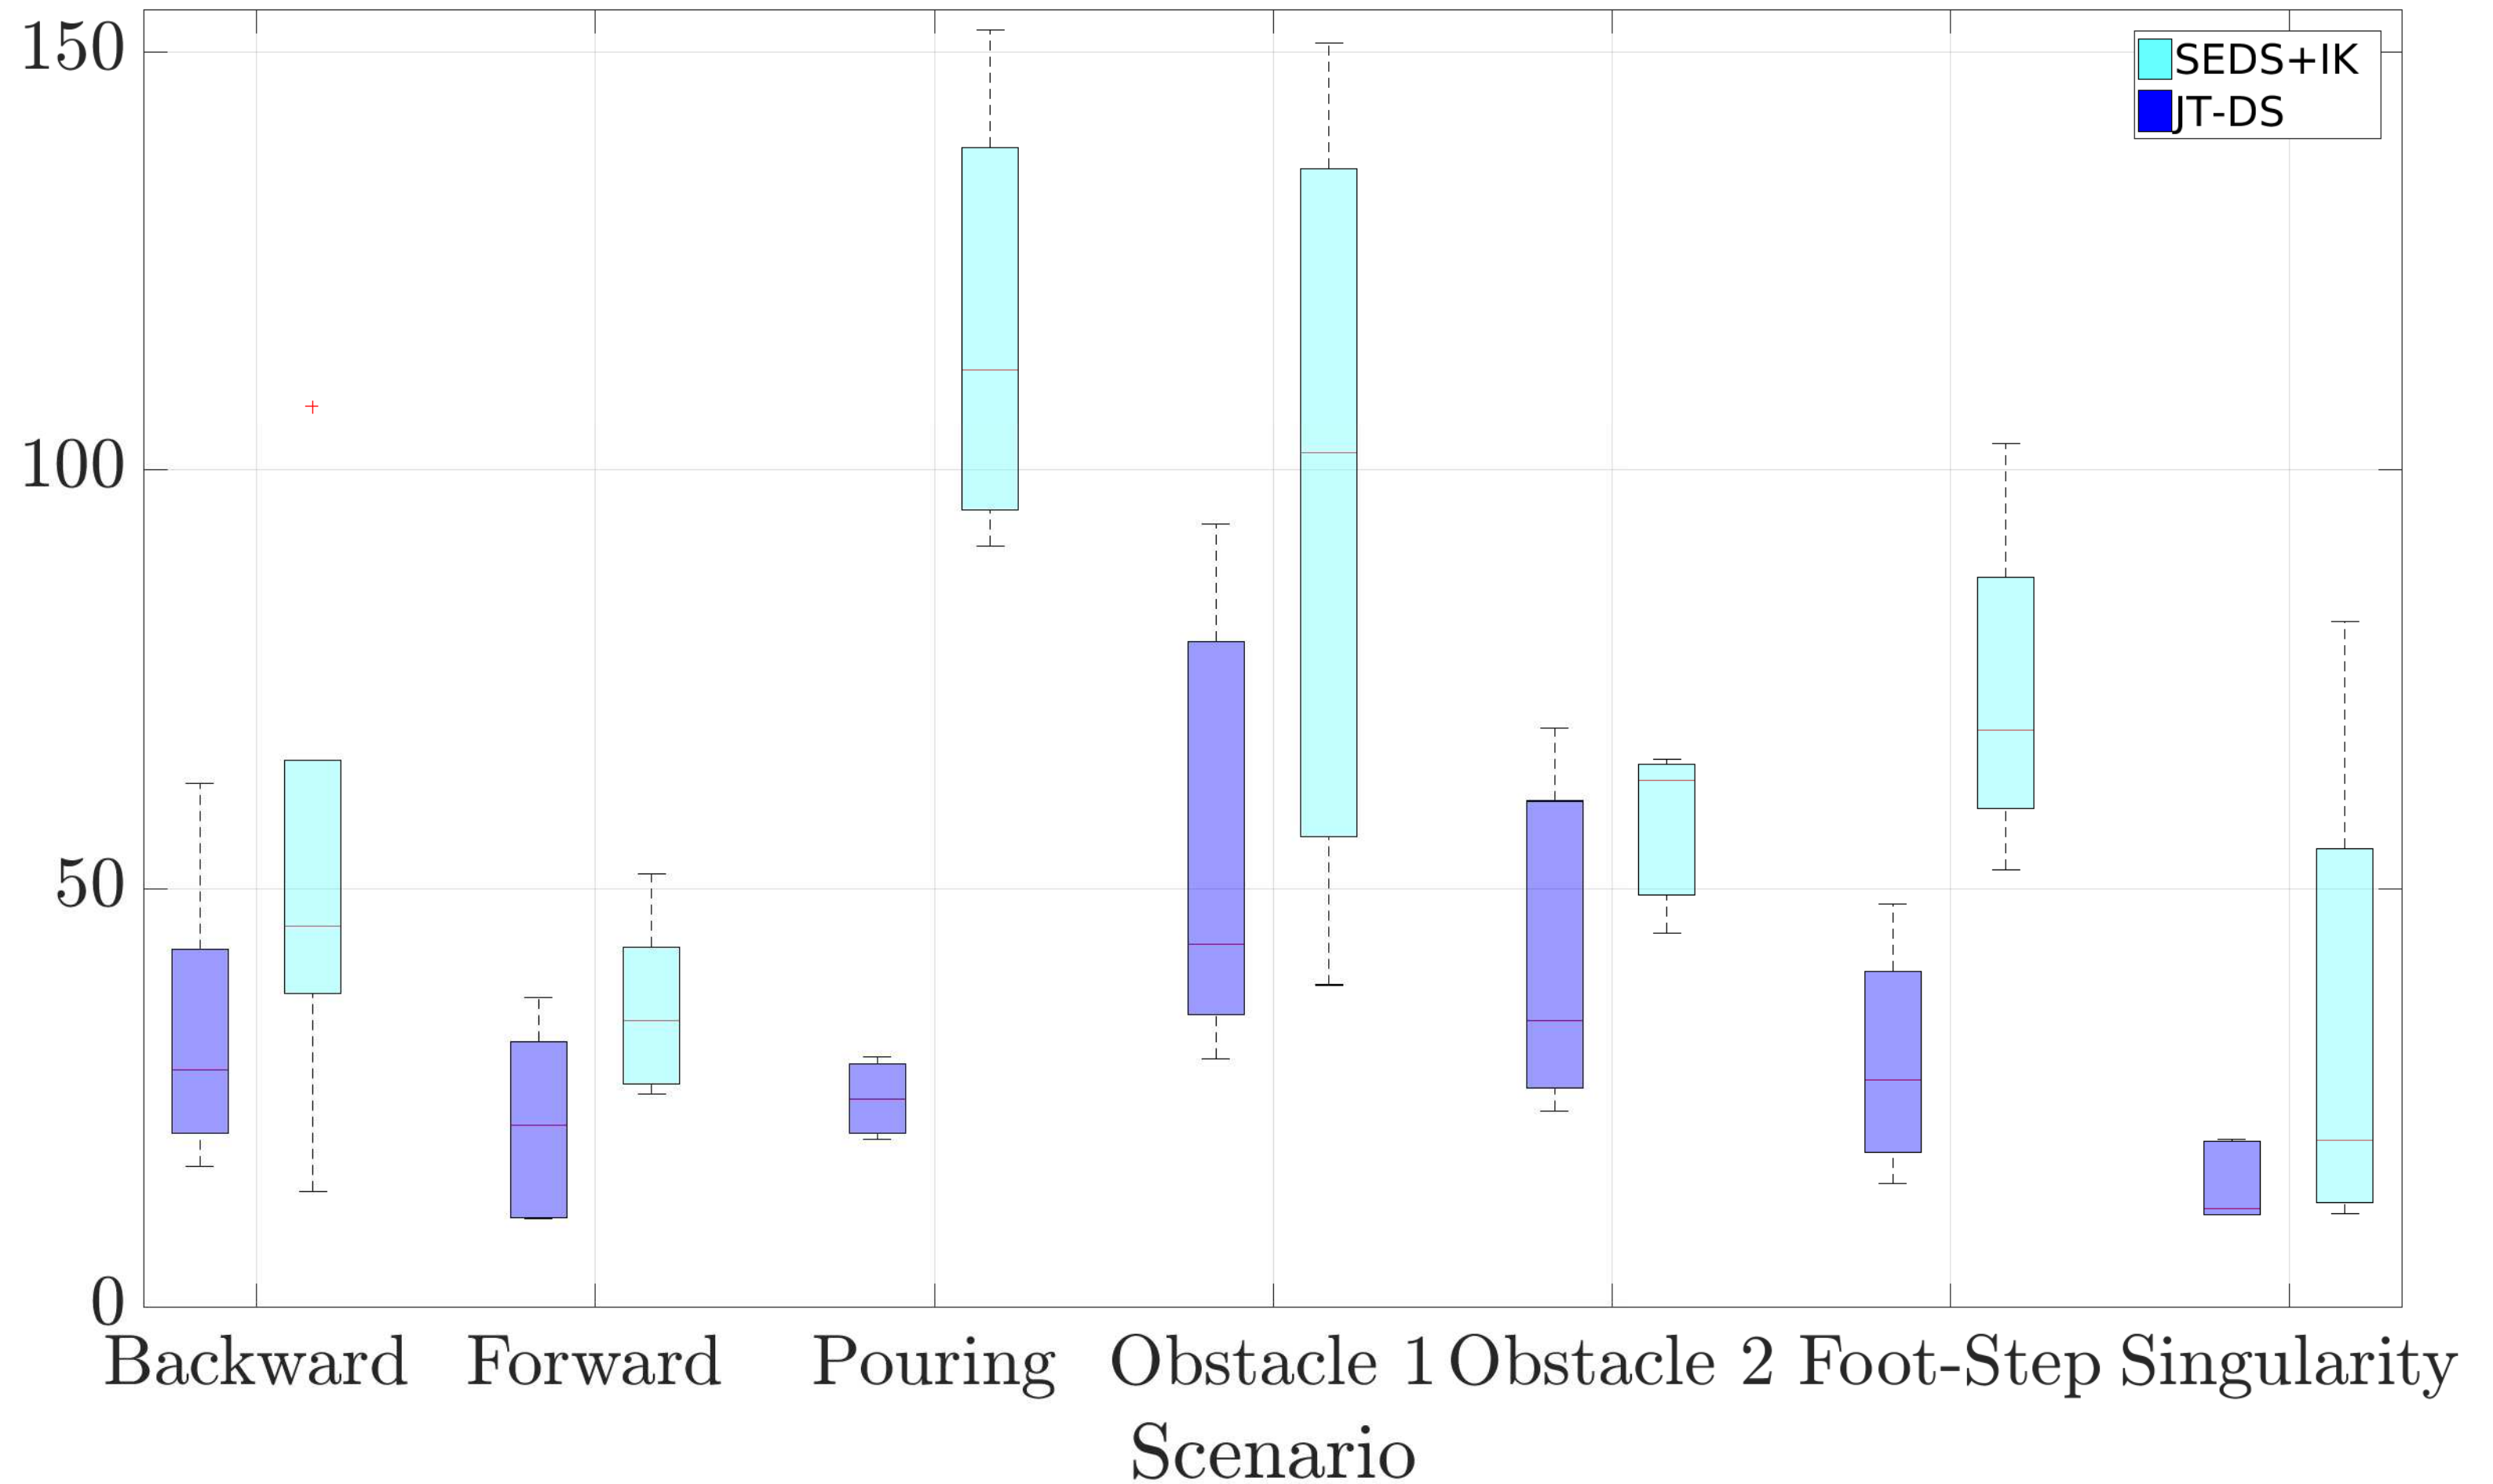 150
100
50
0
SEDS+IK
JT-DS
Backward Forward Pouring Obstacle 1 Obstacle 2 Foot-Step Singularity
Scenario